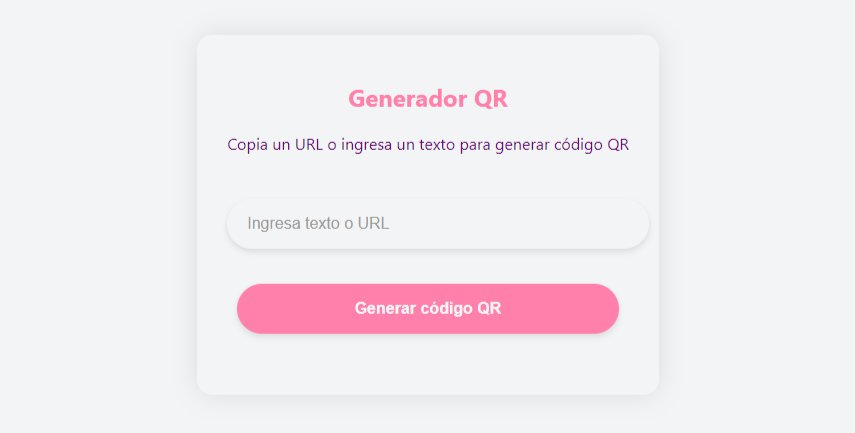 Generador QR
Copia un URL o ingresa un texto para generar código QR
Ingresa texto o URL
Generar código QR